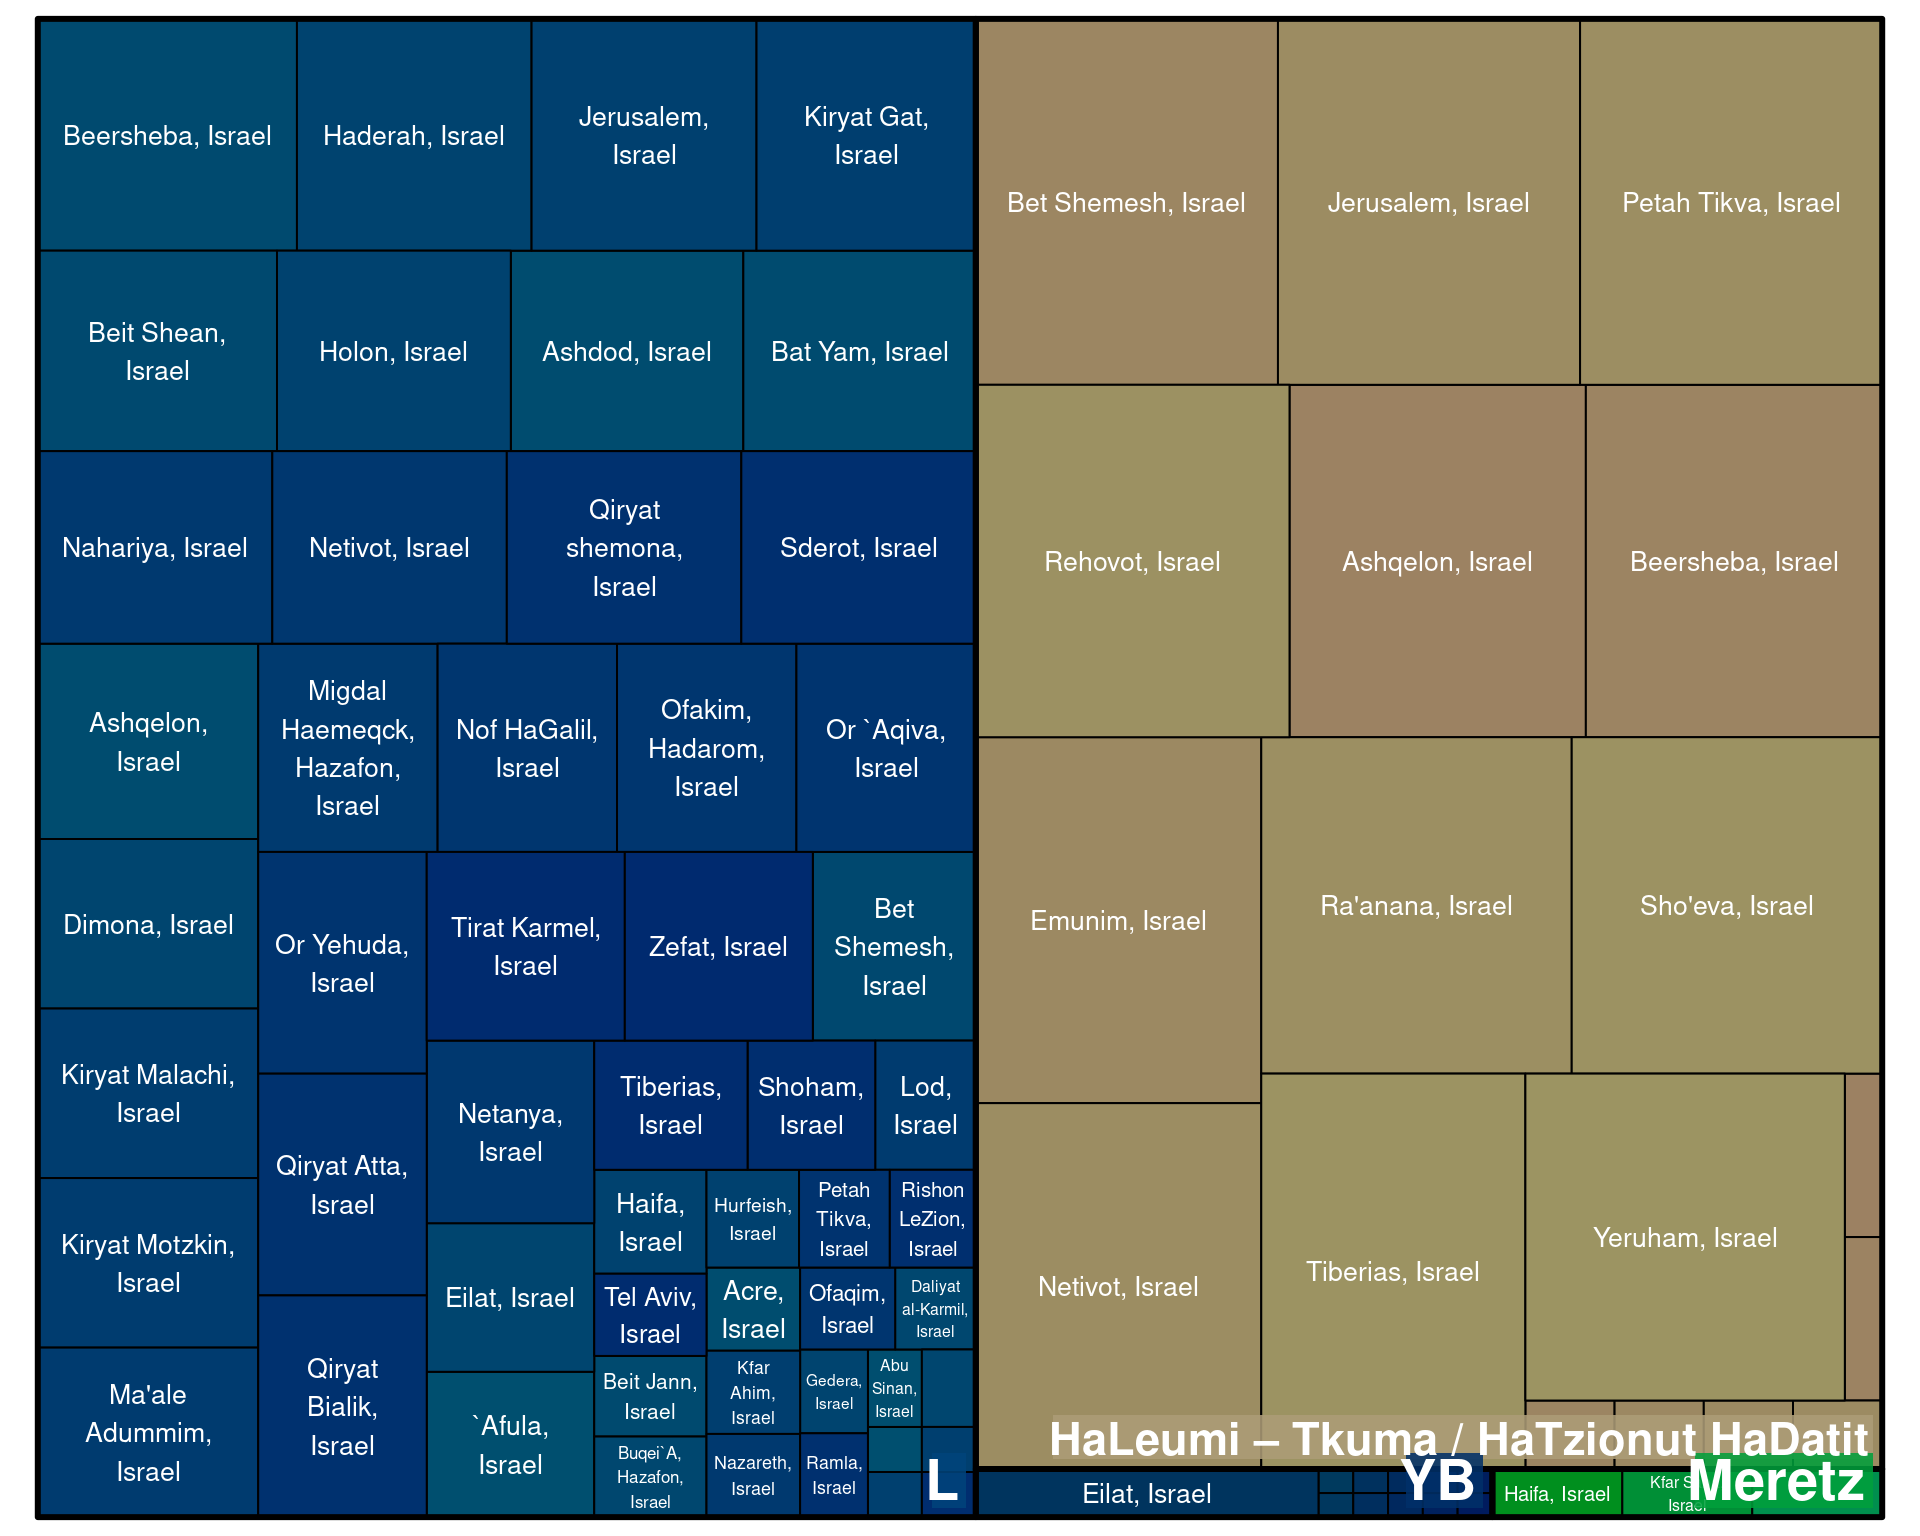 Beersheba, Israel
Haderah, Israel
Jerusalem,
Israel
Kiryat Gat,
Israel
Beit Shean,
Israel
Holon, Israel
Ashdod, Israel
Bat Yam, Israel
Nahariya, Israel
Netivot, Israel
Qiryat
shemona,
Israel
Sderot, Israel
Ashqelon,
Israel
Migdal
Haemeqck,
Hazafon,
Israel
Nof HaGalil,
Israel
Ofakim,
Hadarom,
Israel
Or `Aqiva,
Israel
Dimona, Israel
Or Yehuda,
Israel
Tirat Karmel,
Israel
Zefat, Israel
Bet
Shemesh,
Israel
Kiryat Malachi,
Israel
Qiryat Atta,
Israel
Netanya,
Israel
Tiberias,
Israel
Shoham,
Israel
Lod,
Israel
Kiryat Motzkin,
Israel
Haifa,
Israel
Hurfeish,
Israel
Petah
Tikva,
Israel
Rishon
LeZion,
Israel
Eilat, Israel
Tel Aviv,
Israel
Acre,
Israel
Ofaqim,
Israel
Daliyat
al-Karmil,
Israel
Ma'ale
Adummim,
Israel
Qiryat
Bialik,
Israel
`Afula,
Israel
Beit Jann,
Israel
Kfar
Ahim,
Israel
Gedera,
Israel
Abu
Sinan,
Israel
Buqei`A,
Hazafon,
Israel
Nazareth,
Israel
Ramla,
Israel
L
Bet Shemesh, Israel
Jerusalem, Israel
Petah Tikva, Israel
Rehovot, Israel
Ashqelon, Israel
Beersheba, Israel
Emunim, Israel
Ra'anana, Israel
Sho'eva, Israel
Netivot, Israel
Tiberias, Israel
Yeruham, Israel
HaLeumi – Tkuma / HaTzionut HaDatit
Eilat, Israel
YB
Haifa, Israel
Kfar
Israel
Meretz